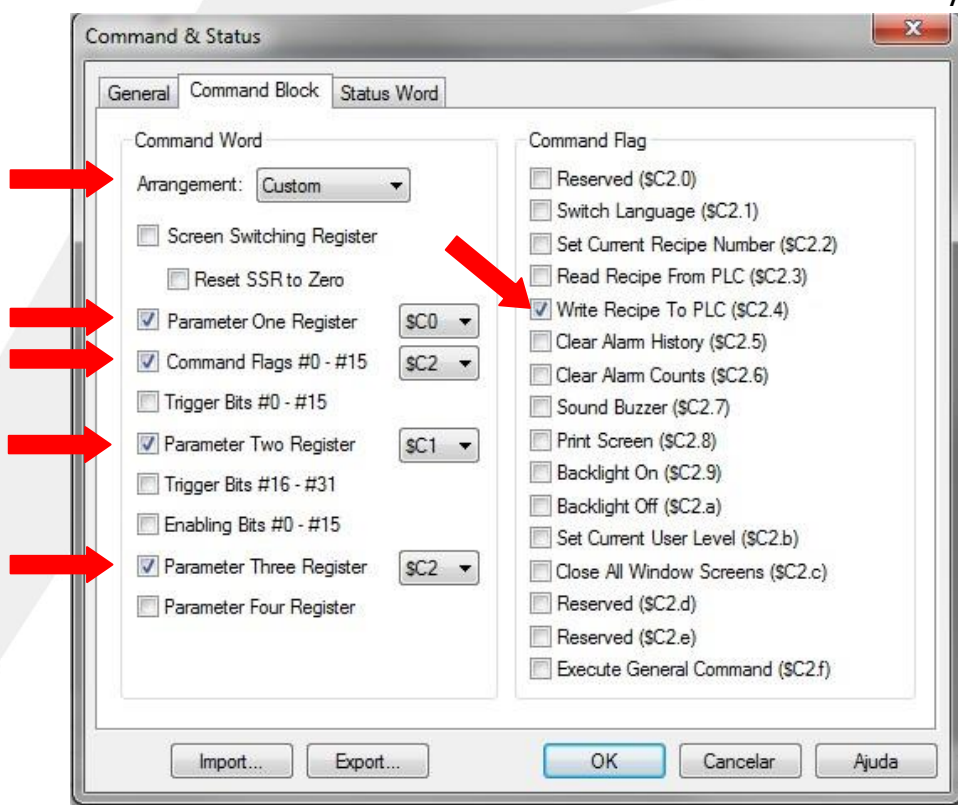 Command & Status
General Command Block Status Word
Command Word
Arrangement: Custom
Screen Switching Register
Reset SSR to Zero
Parameter One Register $C0
Command Flags #0 - #15 $C2
Trigger Bits #0 - #15
Parameter Two Register $C1
Trigger Bits #16 - #31
Enabling Bits #0 - #15
Parameter Three Register $C2
Parameter Four Register
Command Flag
Reserved ($C2.0)
Switch Language ($C2.1)
Set Current Recipe Number ($C2.2)
Read Recipe From PLC ($C2.3)
Write Recipe To PLC ($C2.4)
Clear Alarm History ($C2.5)
Clear Alarm Counts ($C2.6)
Sound Buzzer ($C2.7)
Print Screen ($C2.8)
Backlight On ($C2.9)
Backlight Off ($C2.a)
Set Current User Level ($C2.b)
Close All Window Screens ($C2.c)
Reserved ($C2.d)
Reserved ($C2.e)
Execute General Command ($C2.f)
Import... Export... OK Cancelar Ajuda